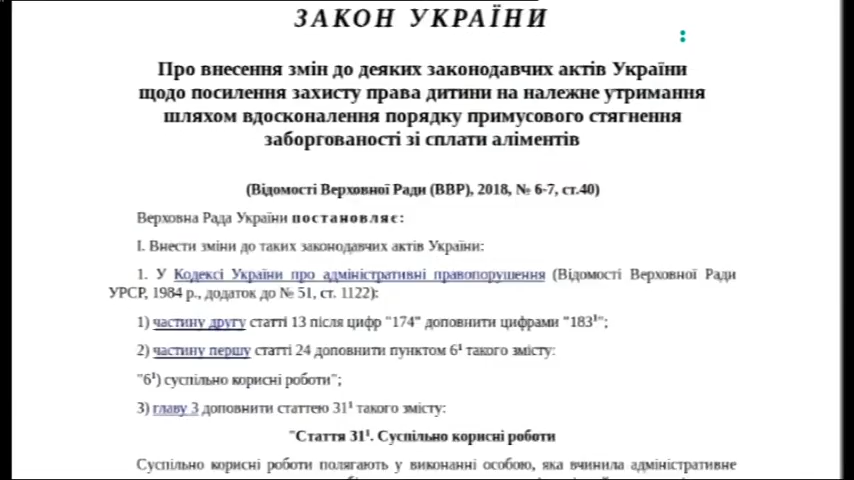 ЗАКОН УКРАЇНИ
Про внесення змін до деяких законодавчих актів України
щодо посилення захисту права дитини на належне утримання
шляхом вдосконалення порядку примусового стягнення
заборгованості зі сплати аліментів
(Відомості Верховної Ради (ВВР), 2018, № 6-7, ст.40)
Верховна Рада України постановляє:
І. Внести зміни до таких законодавчих актів України:
1. У Кодексі України про адміністративні правопорушення (Відомості Верховної Ради
УРСР, 1984 р., додаток до № 51, ст. 1122):
1) частину другу статті 13 після цифр "174" доповнити цифрами "183¹";
2) частину першу статті 24 доповнити пунктом 6¹ такого змісту:
"6¹) суспільно корисні роботи";
3) главу 3 доповнити статтею 31¹ такого змісту:
"Стаття 31¹. Суспільно корисні роботи
Суспільно корисні роботи полягають у виконанні особою, яка вчинила адміністративне